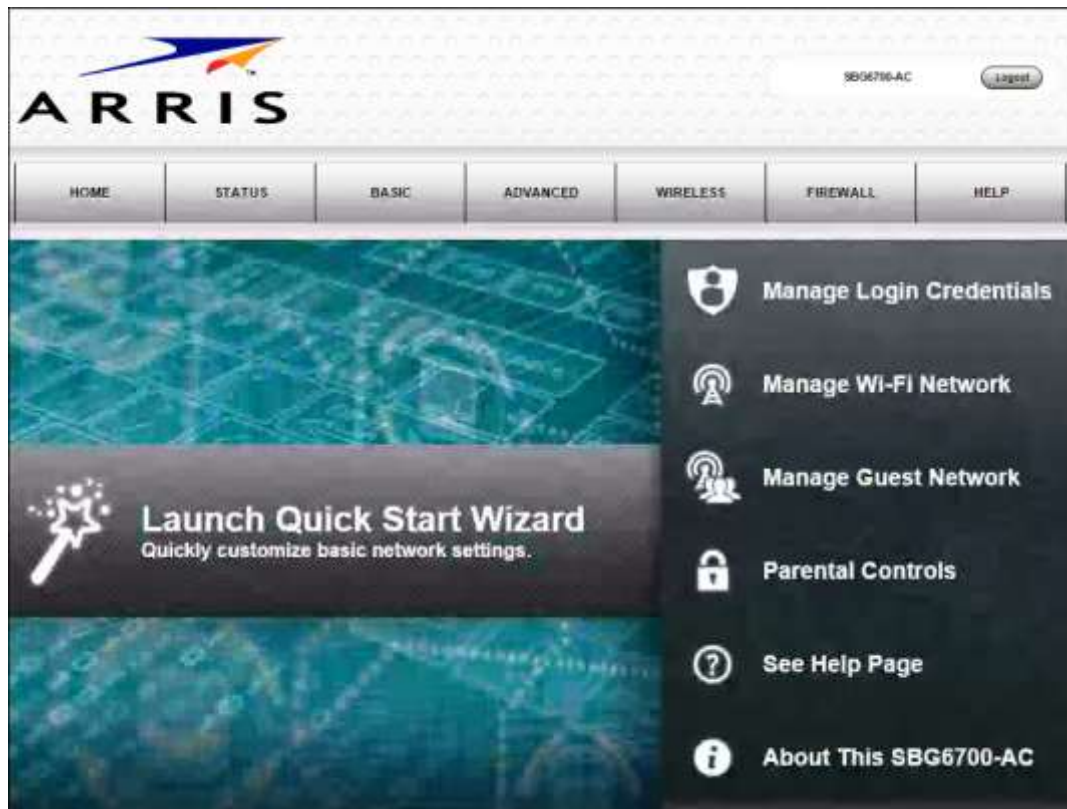 ARRIS
TM
SBG6700-AC
Logout
HOME
STATUS
BASIC
ADVANCED
WIRELESS
FIREWALL
HELP
Manage Login Credentials
Manage Wi-Fi Network
Manage Guest Network
Launch Quick Start Wizard
Quickly customize basic network settings.
Parental Controls
See Help Page
About This SBG6700-AC